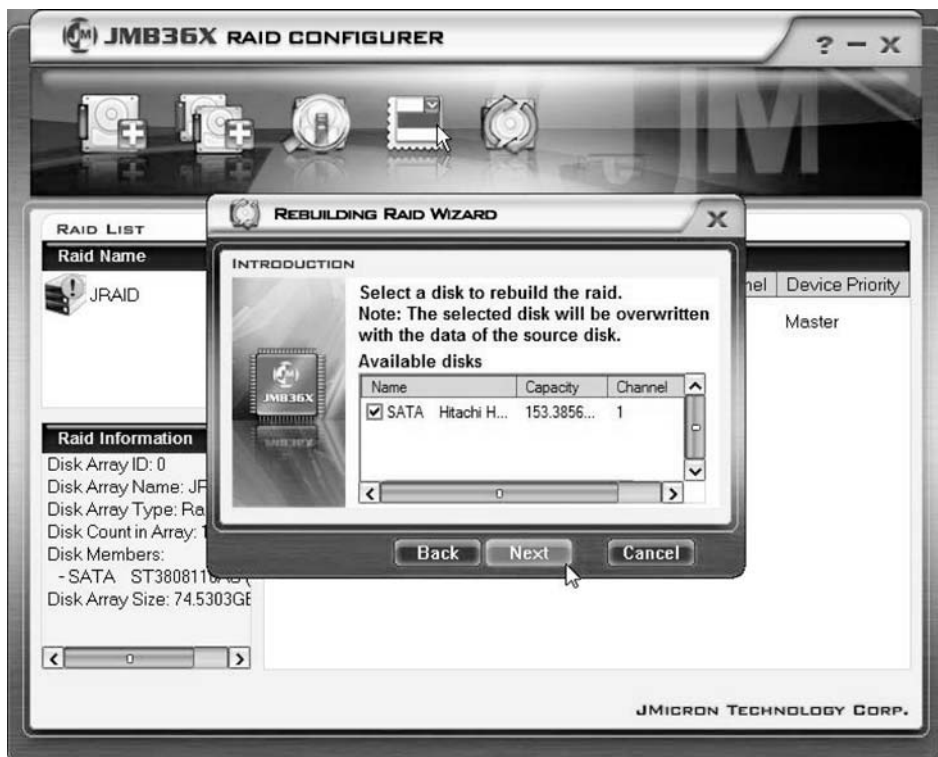 JMB36X RAID CONFIGURER
? – X
JM
RAID LIST
Raid Name
JRAID
nel Device Priority
Master
Raid Information
Disk Array ID: 0
Disk Array Name: JR
Disk Array Type: Ra
Disk Count in Array: 1
Disk Members:
- SATA ST3808110AS (
Disk Array Size: 74.5303GB
REBUILDING RAID WIZARD
X
INTRODUCTION
JMB36X
Select a disk to rebuild the raid.
Note: The selected disk will be overwritten
with the data of the source disk.
Available disks
Name Capacity Channel
SATA Hitachi H... 153.3856... 1
Back Next Cancel
JMICRON TECHNOLOGY CORP.